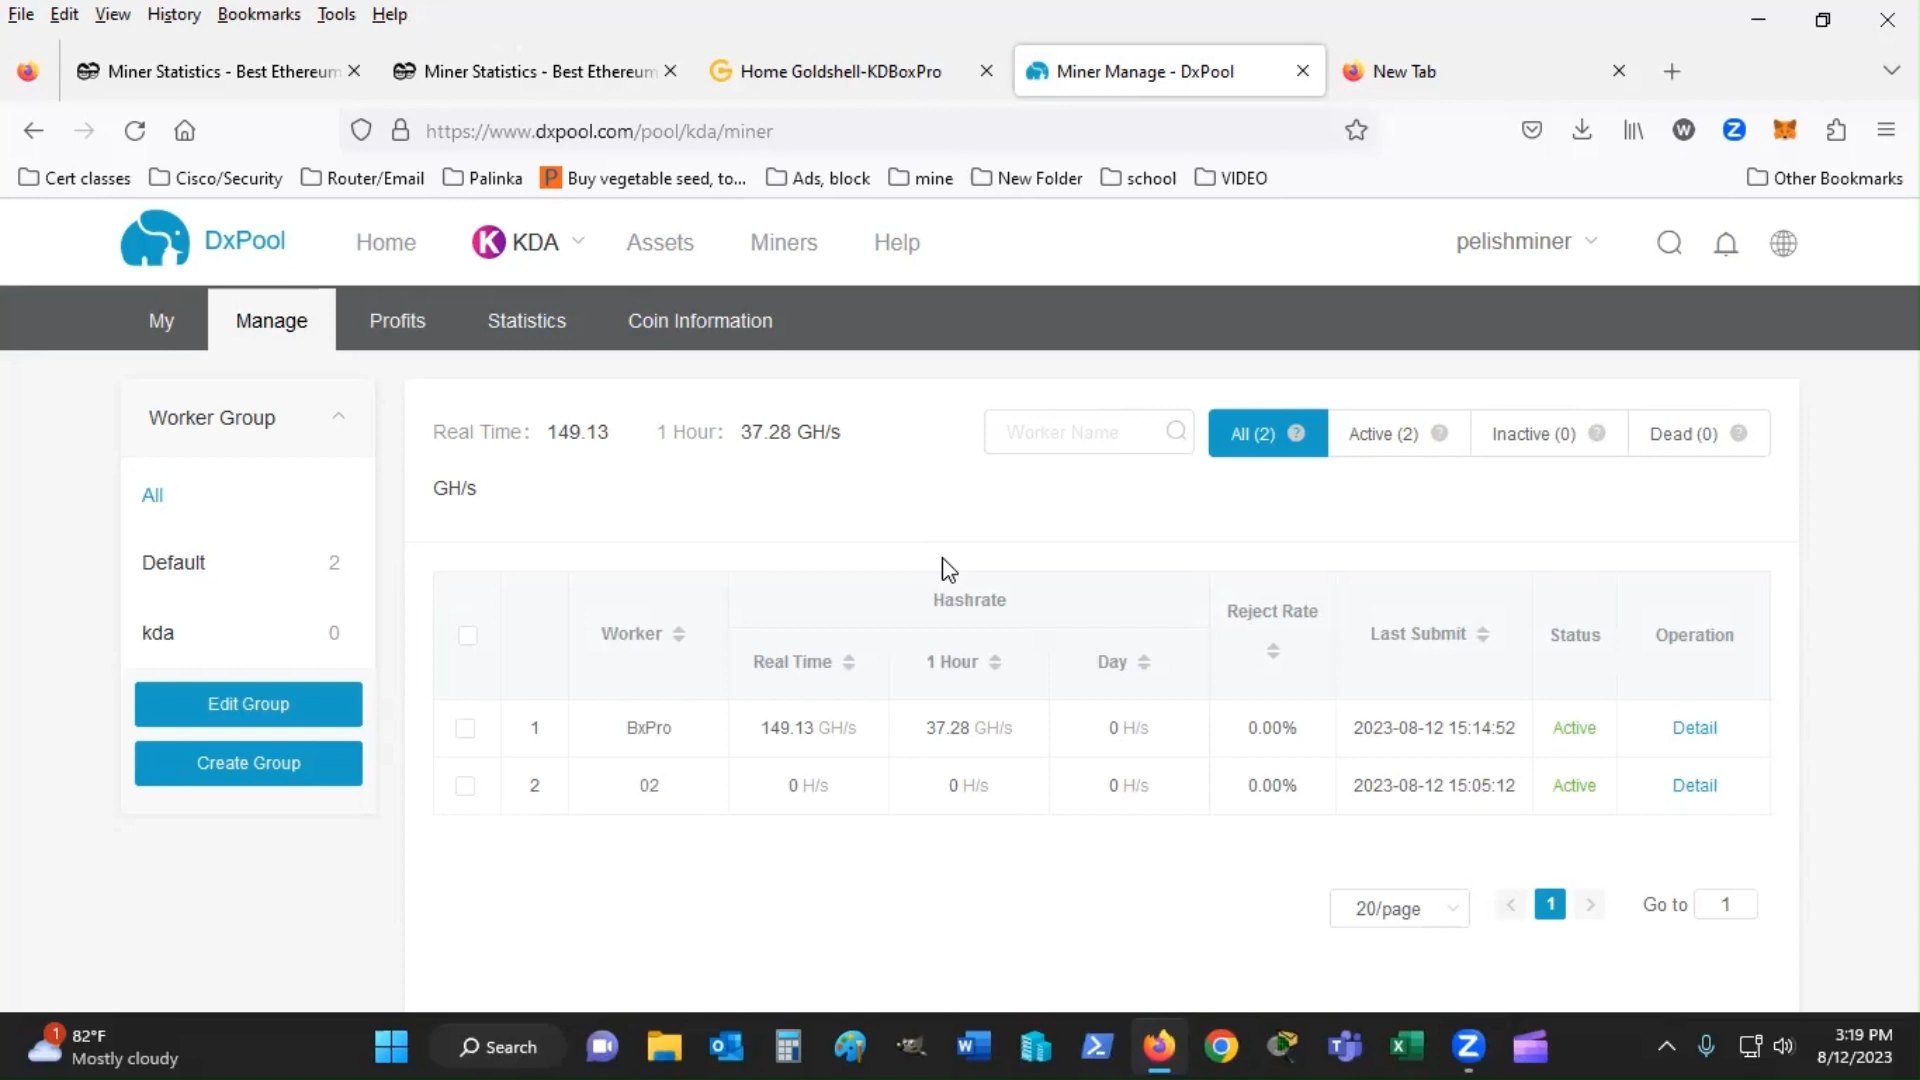 File Edit View History Bookmarks Tools Help
Miner Statistics - Best Ethereum Miner Statistics - Best Ethereum Home Goldshell-KDBoxPro Miner Manage - DxPool New Tab
https://www.dxpool.com/pool/kda/miner
Cert classes Cisco/Security Router/Email Palinka Buy vegetable seed, to... Ads, block mine New Folder school VIDEO Other Bookmarks
DxPool Home KDA Assets Miners Help pelishminer
My Manage Profits Statistics Coin Information
Worker Group
All
Default 2
kda 0
Edit Group
Create Group
Real Time: 149.13 1 Hour: 37.28 GH/s Worker Name All (2) Active (2) Inactive (0) Dead (0)
GH/s
Worker Hashrate Reject Rate Last Submit Status Operation
Real Time 1 Hour Day
1 BxPro 149.13 GH/s 37.28 GH/s 0 H/s 0.00% 2023-08-12 15:14:52 Active Detail
2 02 0 H/s 0 H/s 0 H/s 0.00% 2023-08-12 15:05:12 Active Detail
20/page < 1 > Go to 1
1 82°F
Mostly cloudy
Search
3:19 PM
8/12/2023